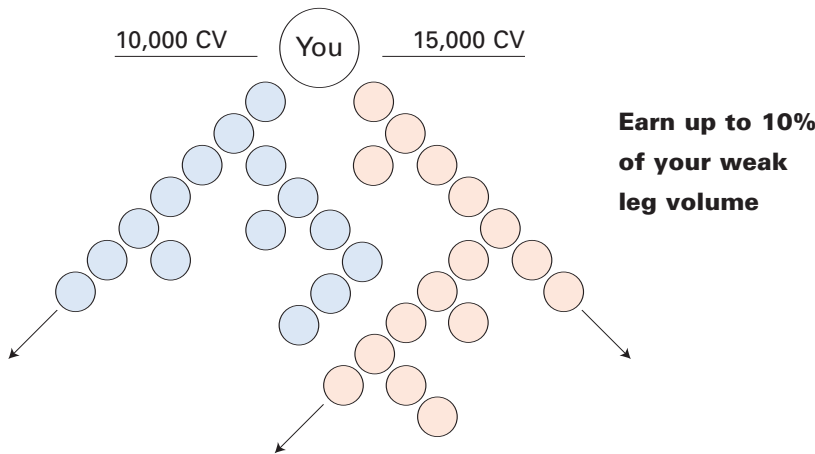 10,000 CV
You
15,000 CV
Earn up to 10%
of your weak
leg volume